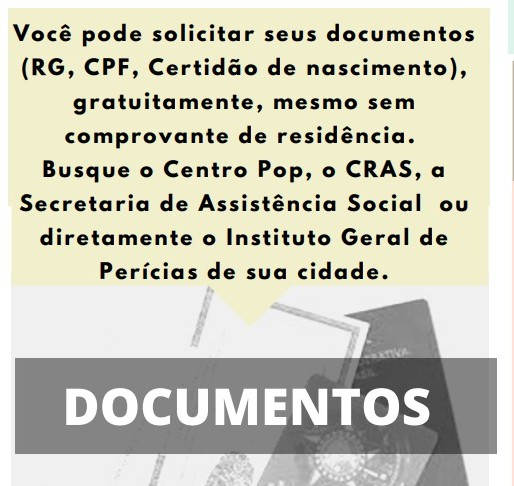 Você pode solicitar seus documentos
(RG, CPF, Certidão de nascimento),
gratuitamente, mesmo sem
comprovante de residência.
Busque o Centro Pop, o CRAS, a
Secretaria de Assistência Social  ou
diretamente o Instituto Geral de
Perícias de sua cidade.
DOCUMENTOS